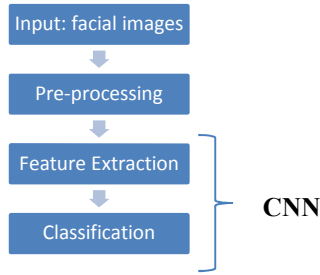 Input: facial images
Pre-processing
Feature Extraction
Classification
CNN